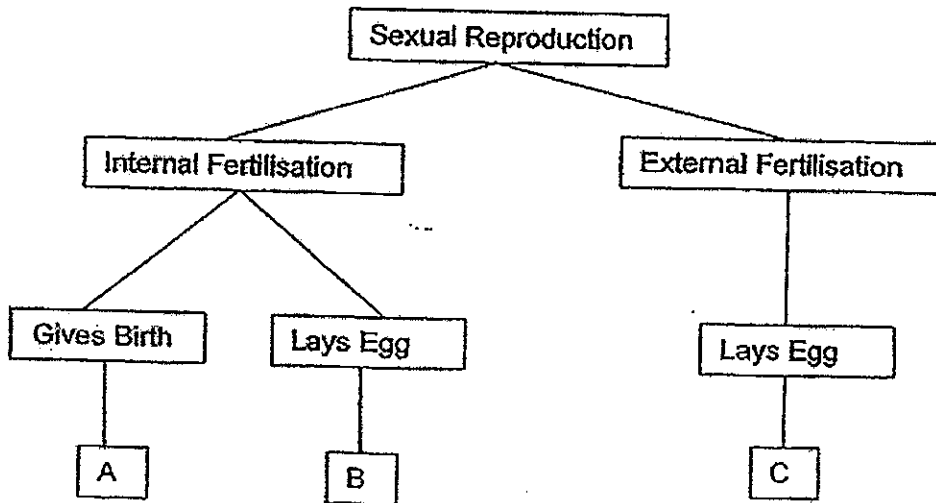 Sexual Reproduction
Internal Fertilisation
External Fertilisation
Gives Birth
Lays Egg
Lays Egg
A
B
C